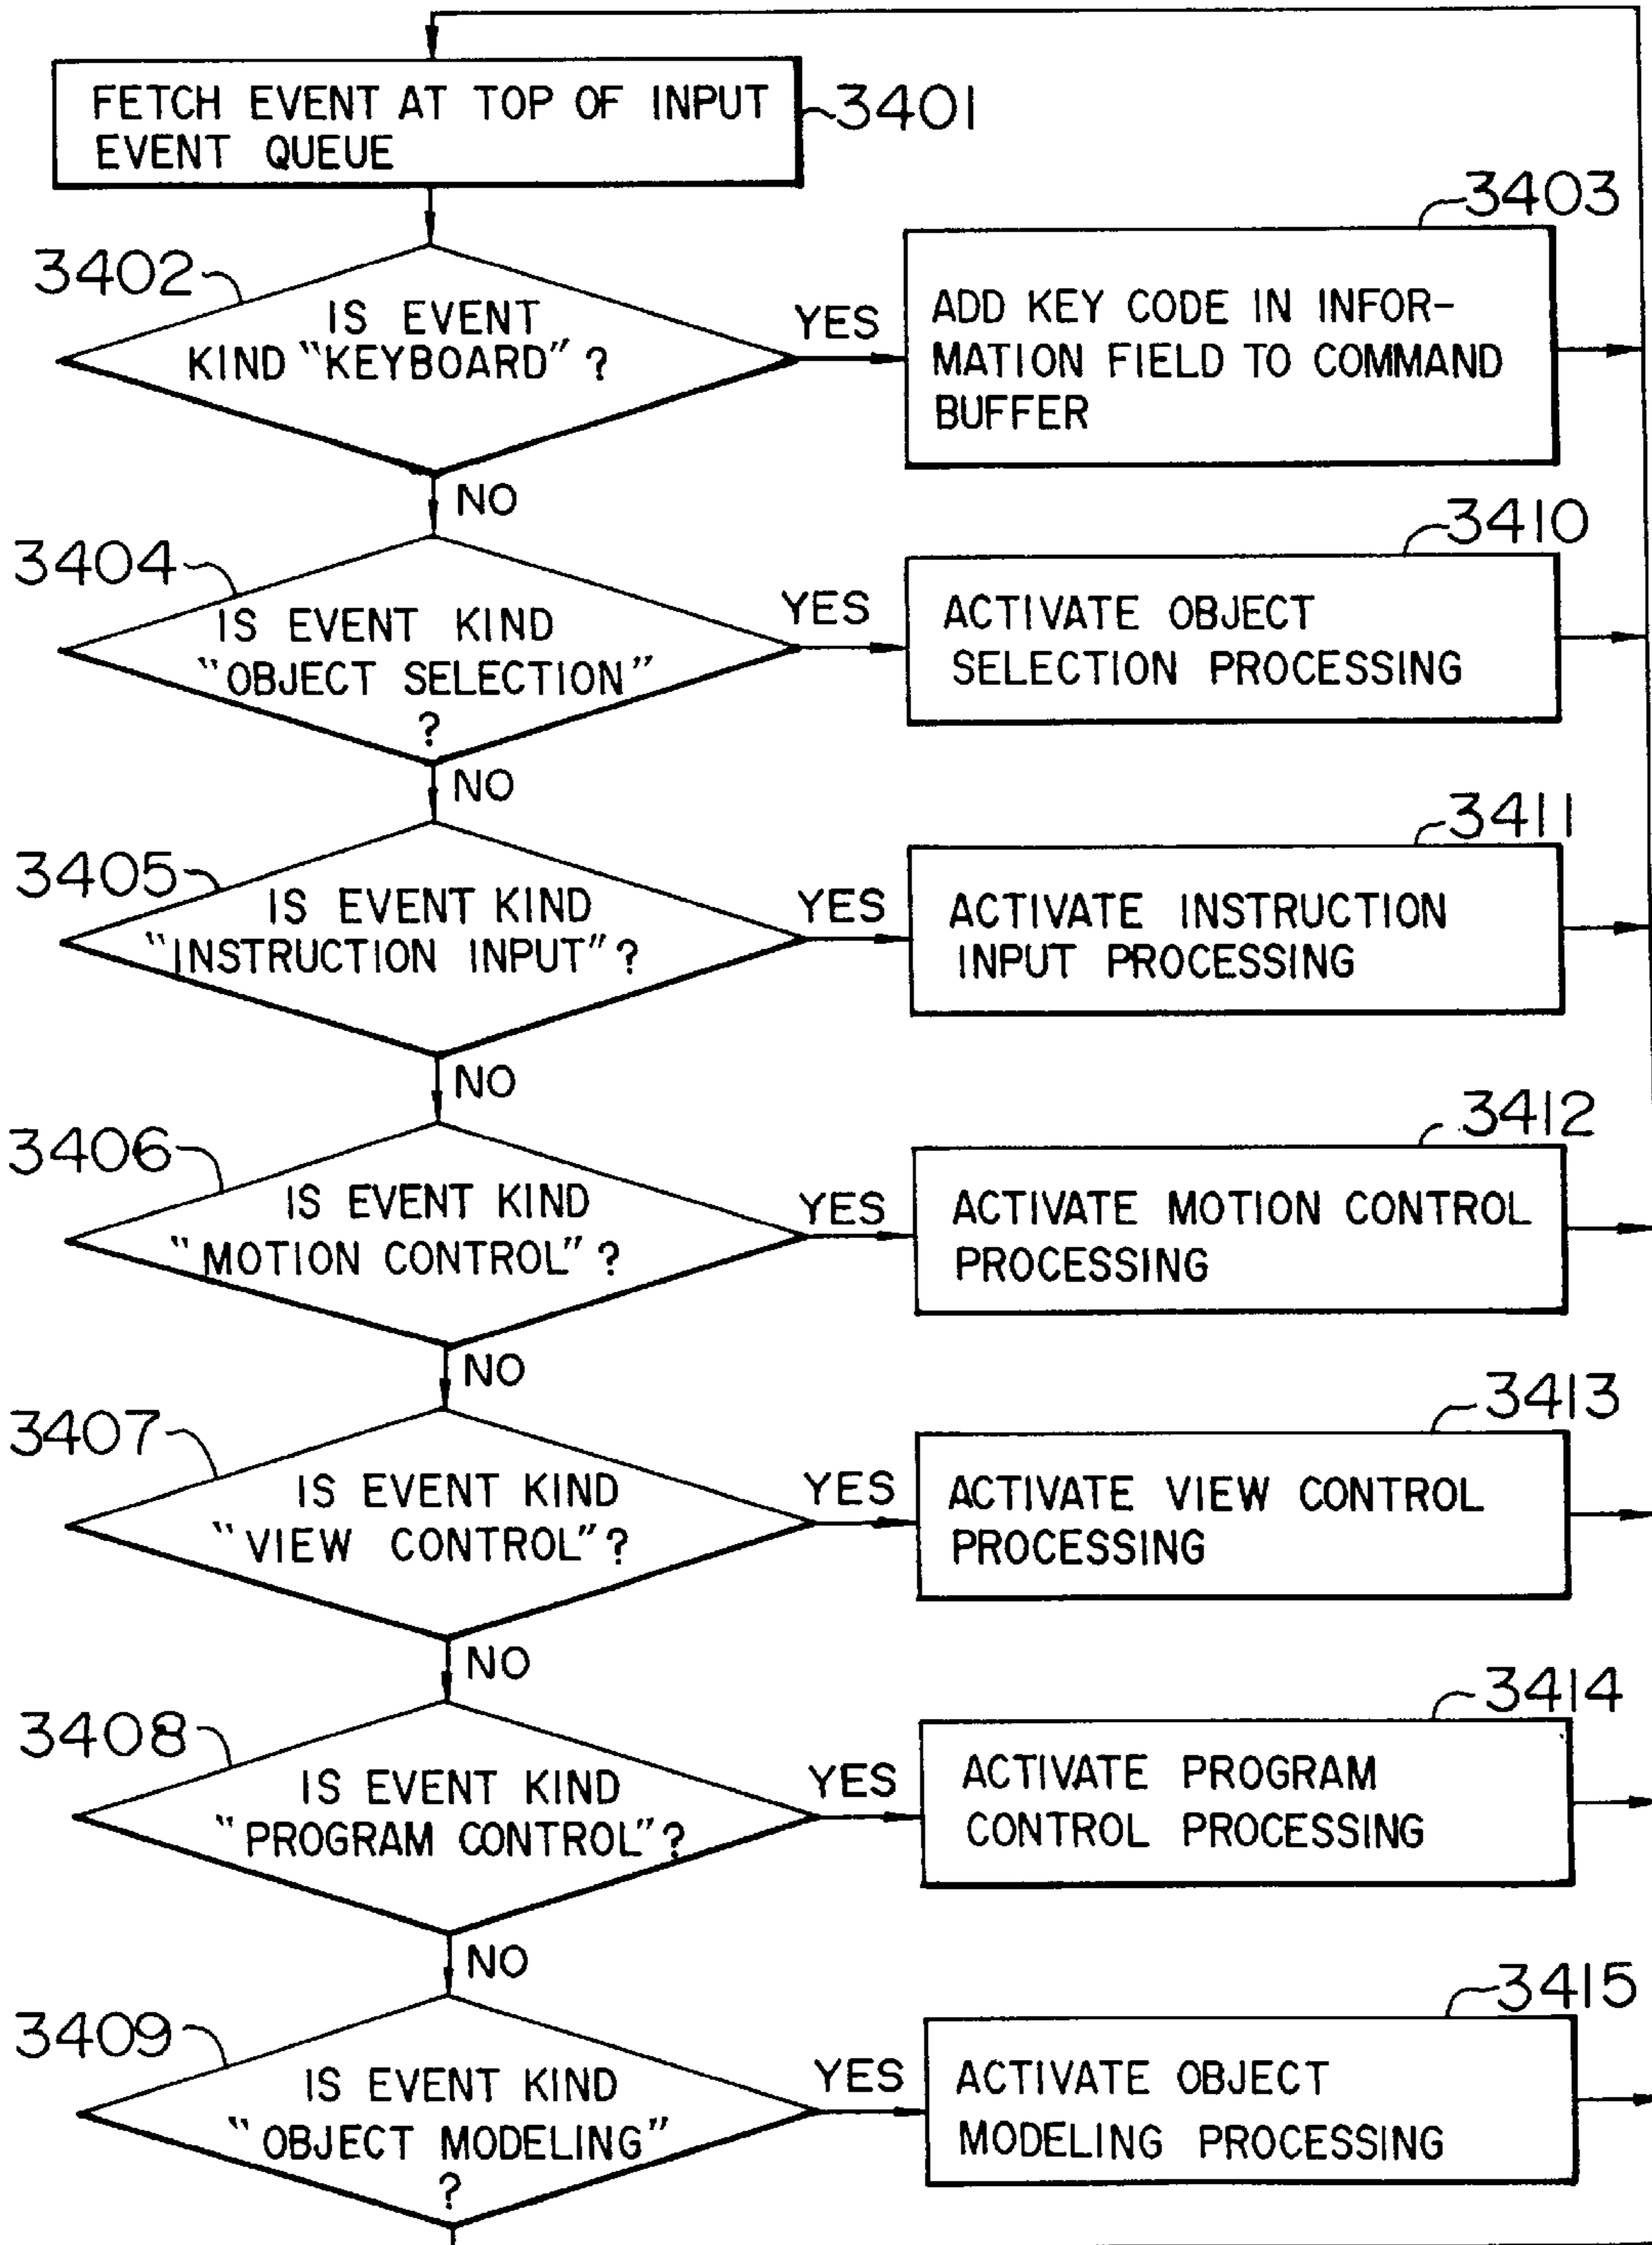 FETCH EVENT AT TOP OF INPUT
EVENT QUEUE
3401
3402
IS EVENT
KIND "KEYBOARD"?
YES
3403
ADD KEY CODE IN INFOR-
MATION FIELD TO COMMAND
BUFFER
NO
3404
IS EVENT KIND
"OBJECT SELECTION"
?
YES
3410
ACTIVATE OBJECT
SELECTION PROCESSING
NO
3405
IS EVENT KIND
"INSTRUCTION INPUT"?
YES
3411
ACTIVATE INSTRUCTION
INPUT PROCESSING
NO
3406
IS EVENT KIND
"MOTION CONTROL"?
YES
3412
ACTIVATE MOTION CONTROL
PROCESSING
NO
3407
IS EVENT KIND
"VIEW CONTROL"?
YES
3413
ACTIVATE VIEW CONTROL
PROCESSING
NO
3408
IS EVENT KIND
"PROGRAM CONTROL"?
YES
3414
ACTIVATE PROGRAM
CONTROL PROCESSING
NO
3409
IS EVENT KIND
"OBJECT MODELING"
?
YES
3415
ACTIVATE OBJECT
MODELING PROCESSING